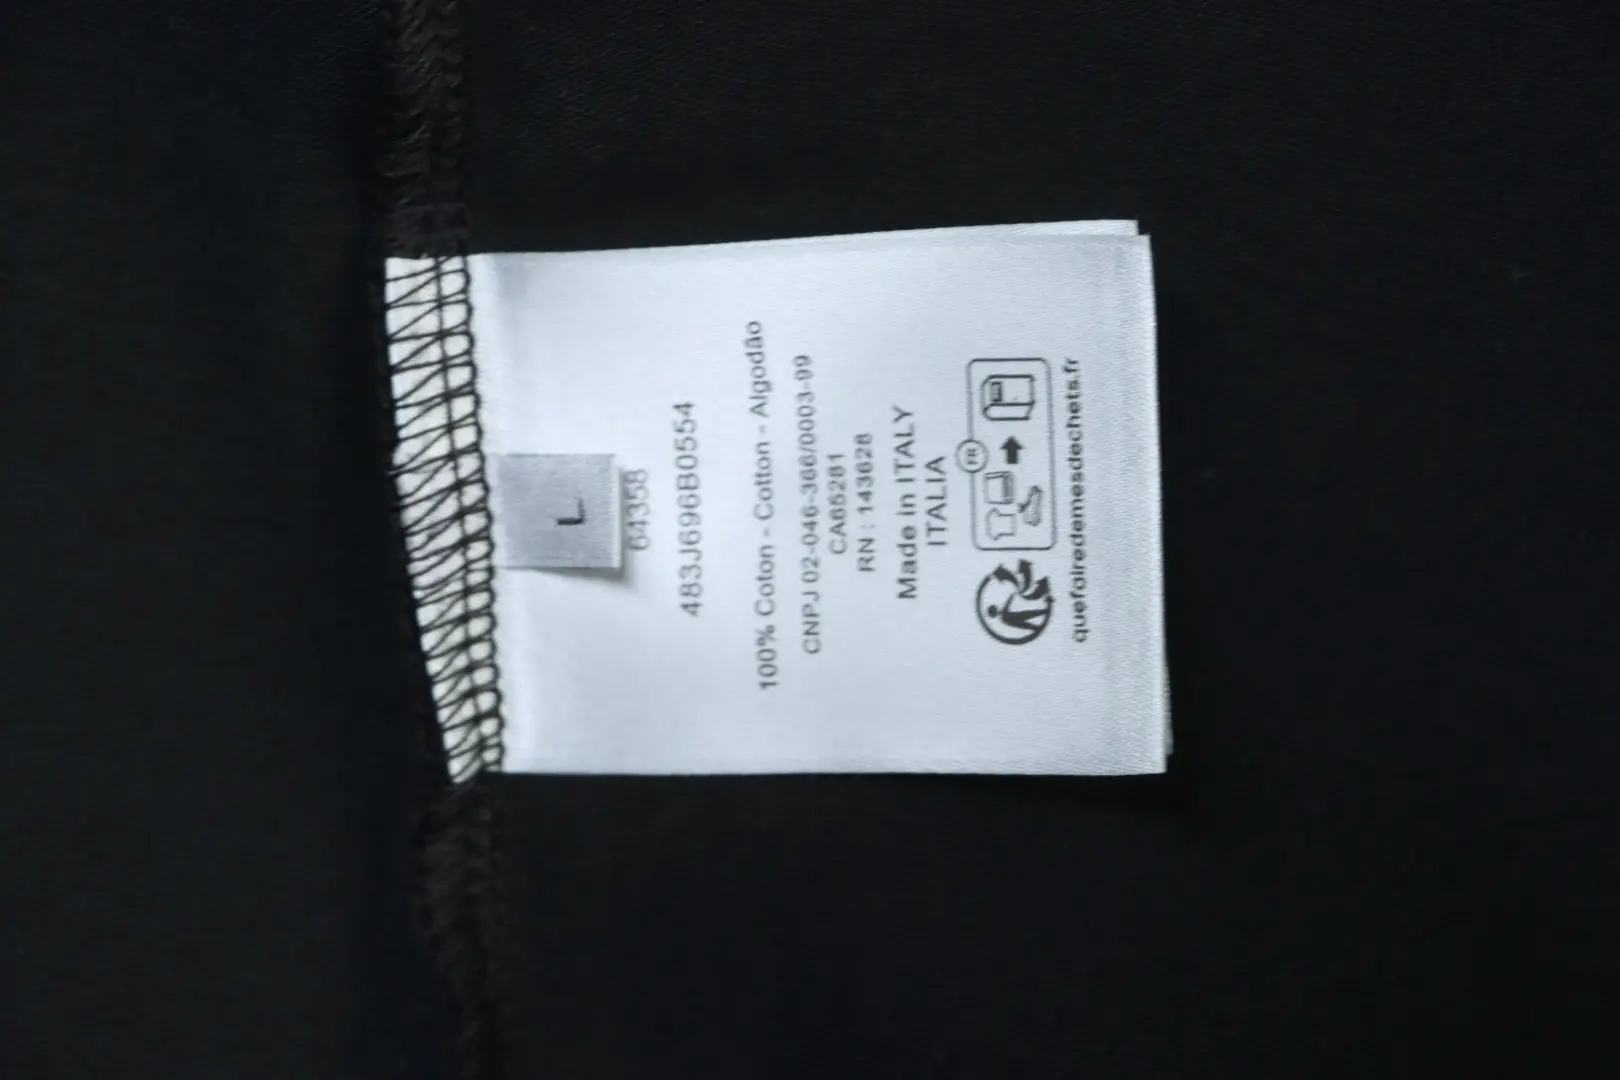 L
64358
483J696B0554
100% Coton - Cotton - Algodão
CNPJ 02-046-366/0003-99
CA65281
RN : 143628
Made in ITALY
ITALIA
FR
quefairedemesdechets.fr